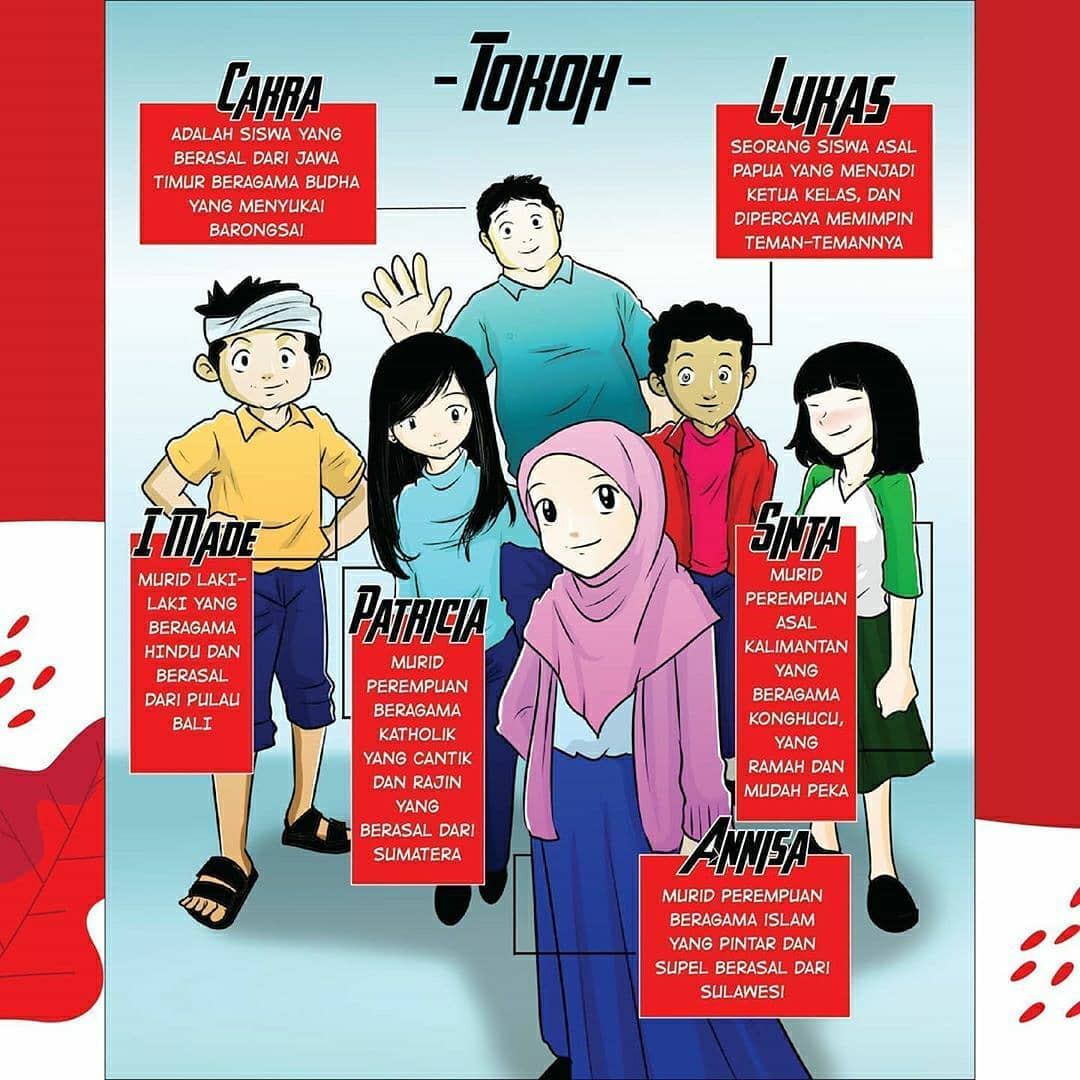 - TOKOH -
CAKRA
ADALAH SISWA YANG
BERASAL DARI JAWA
TIMUR BERAGAMA BUDHA
YANG MENYUKAI
BARONGSAI
LUKAS
SEORANG SISWA ASAL
PAPUA YANG MENJADI
KETUA KELAS, DAN
DIPERCAYA MEMIMPIN
TEMAN-TEMANNYA
I MADE
MURID LAKI-
LAKI YANG
BERAGAMA
HINDU DAN
BERASAL
DARI PULAU
BALI
PATRICIA
MURID
PEREMPUAN
BERAGAMA
KATHOLIK
YANG CANTIK
DAN RAJIN
YANG
BERASAL DARI
SUMATERA
SINTA
MURID
PEREMPUAN
ASAL
KALIMANTAN
YANG
BERAGAMA
KONGHUCU,
YANG
RAMAH DAN
MUDAH PEKA
ANNISA
MURID PEREMPUAN
BERAGAMA ISLAM
YANG PINTAR DAN
SUPEL BERASAL DARI
SULAWESI